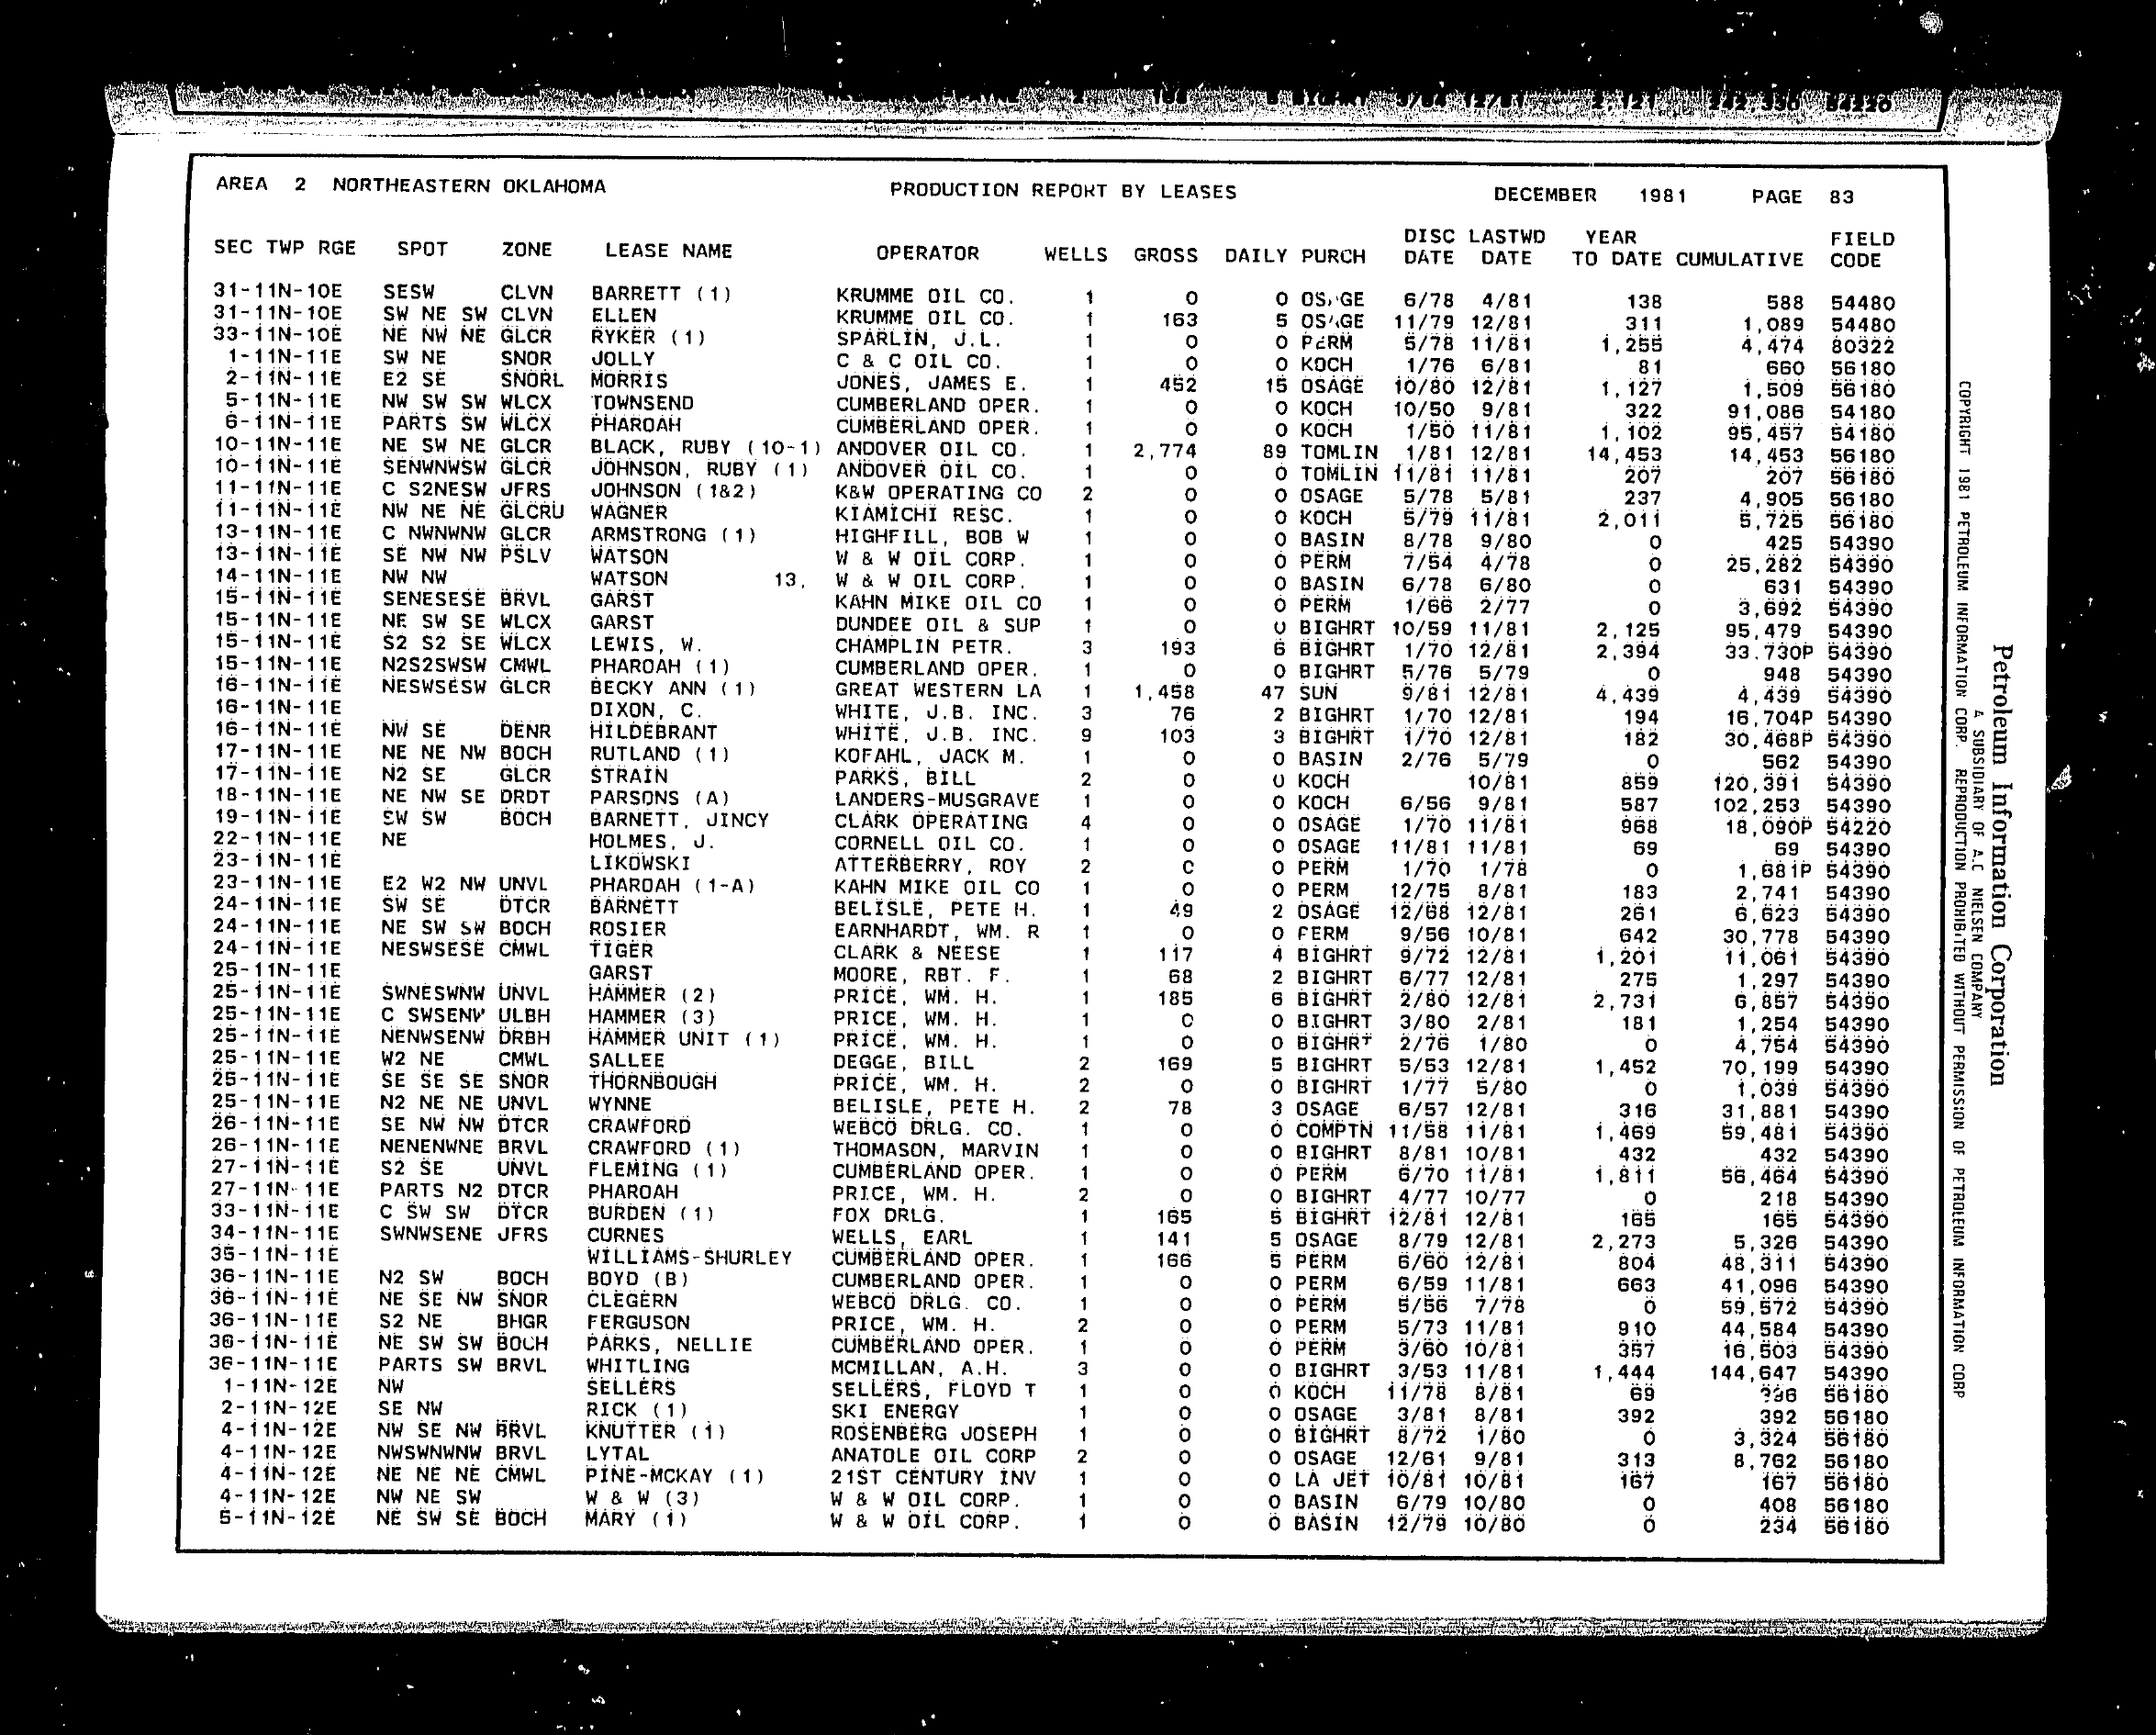 AREA 2 NORTHEASTERN OKLAHOMA PRODUCTION REPORT BY LEASES DECEMBER 1981 PAGE 83
DISC LASTWD YEAR FIELD
SEC TWP RGE SPOT ZONE LEASE NAME OPERATOR WELLS GROSS DAILY PURCH DATE DATE TO DATE CUMULATIVE CODE
31-11N-10E SESW CLVN BARRETT (1) KRUMME OIL CO. 1 0 0 6/78 4/81 138 588 54480
31-11N-10E SW NE SW CLVN ELLEN KRUMME OIL CO. 1 163 5 11/79 12/81 311 1,089 54480
33-11N-10E NE NW NE GLCR RYKER (1) SPARLIN, J.L. 1 0 0 PERM 5/78 11/81 1,255 4,474 80322
1-11N-11E SW NE SNOR JOLLY C & C OIL CO. 1 0 0 KOCH 1/76 6/81 81 660 56180
2-11N-11E E2 SE SNORL MORRIS JONES, JAMES E. 1 452 15 OSAGE 10/80 12/81 1,127 1,509 56180
5-11N-11E NW SW SW WLCX TOWNSEND CUMBERLAND OPER. 1 0 0 KOCH 10/50 9/81 322 91,086 54180
6-11N-11E PARTS SW WLCX PHAROAH CUMBERLAND OPER. 1 0 0 KOCH 1/50 11/81 1,102 95,457 54180
10-11N-11E NE SW NE GLCR BLACK, RUBY (10-1) ANDOVER OIL CO. 1 2,774 89 TOMLIN 1/81 12/81 14,453 14,453 56180
10-11N-11E SENWNWSW GLCR JOHNSON, RUBY (1) ANDOVER OIL CO. 1 0 0 TOMLIN 11/81 11/81 207 207 56180
11-11N-11E C S2NESW JFRS JOHNSON (1&2) K&W OPERATING CO 2 0 0 OSAGE 5/78 5/81 237 4,905 56180
11-11N-11E NW NE NE GLCRU WAGNER KIAMICHI RESC. 1 0 0 KOCH 5/79 11/81 2,011 5,725 56180
13-11N-11E C NWNWNW GLCR ARMSTRONG (1) HIGHFILL, BOB W 1 0 0 BASIN 8/78 9/80 0 425 54390
13-11N-11E SE NW NW PSLV WATSON W & W OIL CORP. 1 0 0 PERM 7/54 4/78 0 25,282 54390
14-11N-11E NW NW WATSON 13, W & W OIL CORP. 1 0 0 BASIN 6/78 6/80 0 631 54390
15-11N-11E SENESESE BRVL GARST KAHN MIKE OIL CO 1 0 0 PERM 1/66 2/77 0 3,692 54390
15-11N-11E NE SW SE WLCX GARST DUNDEE OIL & SUP 1 0 0 BIGHRT 10/59 11/81 2,125 95,479 54390
15-11N-11E S2 S2 SE WLCX LEWIS, W. CHAMPLIN PETR. 3 193 6 BIGHRT 1/70 12/81 2,394 33.730P 54390
15-11N-11E N2S2SWSW CMWL PHAROAH (1) CUMBERLAND OPER. 1 0 0 BIGHRT 5/76 5/79 0 948 54390
16-11N-11E NESWSESW GLCR BECKY ANN (1) GREAT WESTERN LA 1 1,458 47 SUN 9/81 12/81 4,439 4,439 54390
16-11N-11E DIXON, C. WHITE, J.B. INC. 3 76 2 BIGHRT 1/70 12/81 194 16,704P 54390
16-11N-11E NW SE DENR HILDEBRANT WHITE, J.B. INC. 9 103 3 BIGHRT 1/70 12/81 182 30,468P 54390
17-11N-11E NE NE NW BOCH RUTLAND (1) KOFAHL, JACK M. 1 0 0 BASIN 2/76 5/79 0 562 54390
17-11N-11E N2 SE GLCR STRAIN PARKS, BILL 2 0 0 KOCH 10/81 859 120,391 54390
18-11N-11E NE NW SE DRDT PARSONS (A) LANDERS-MUSGRAVE 1 0 0 KOCH 6/56 9/81 587 102,253 54390
19-11N-11E SW SW BOCH BARNETT, JINCY CLARK OPERATING 4 0 0 OSAGE 1/70 11/81 968 18,090P 54220
22-11N-11E NE HOLMES, J. CORNELL OIL CO. 1 0 0 OSAGE 11/81 11/81 69 69 54390
23-11N-11E LIKOWSKI ATTERBERRY, ROY 2 0 0 PERM 1/70 1/78 0 1,681P 54390
23-11N-11E E2 W2 NW UNVL PHAROAH (1-A) KAHN MIKE OIL CO 1 0 0 PERM 12/75 8/81 183 2,741 54390
24-11N-11E SW SE DTCR BARNETT BELISLE, PETE H. 1 49 2 OSAGE 12/68 12/81 261 6,623 54390
24-11N-11E NE SW SW BOCH ROSIER EARNHARDT, WM. R 1 0 0 PERM 9/56 10/81 642 30,778 54390
24-11N-11E NESWSESE CMWL TIGER CLARK & NEESE 1 117 4 BIGHRT 9/72 12/81 1,201 11,061 54390
25-11N-11E GARST MOORE, RBT. F. 1 68 2 BIGHRT 6/77 12/81 275 1,297 54390
25-11N-11E SWNESWNW UNVL HAMMER (2) PRICE, WM. H. 1 185 6 BIGHRT 2/80 12/81 2,731 6,857 54390
25-11N-11E C SWSENW ULBH HAMMER (3) PRICE, WM. H. 1 0 0 BIGHRT 3/80 2/81 181 1,254 54390
25-11N-11E NENWSENW DRBH HAMMER UNIT (1) PRICE, WM. H. 1 0 0 BIGHRT 2/76 1/80 0 4,754 54390
25-11N-11E W2 NE CMWL SALLEE DEGGE, BILL 2 169 5 BIGHRT 5/53 12/81 1,452 70,199 54390
25-11N-11E SE SE SE SNOR THORNBOUGH PRICE, WM. H. 2 0 0 BIGHRT 1/77 5/80 0 1,039 54390
25-11N-11E N2 NE NE UNVL WYNNE BELISLE, PETE H. 2 78 3 OSAGE 6/57 12/81 316 31,881 54390
26-11N-11E SE NW NW DTCR CRAWFORD WEBCO DRLG. CO. 1 0 0 COMPTN 11/58 11/81 1,469 59,481 54390
26-11N-11E NENENWNE BRVL CRAWFORD (1) THOMASON, MARVIN 1 0 0 BIGHRT 8/81 10/81 432 432 54390
27-11N-11E S2 SE UNVL FLEMING (1) CUMBERLAND OPER. 1 0 0 PERM 6/70 11/81 1,811 56,464 54390
27-11N-11E PARTS N2 DTCR PHAROAH PRICE, WM. H. 2 0 0 BIGHRT 4/77 10/77 0 218 54390
33-11N-11E C SW SW DTCR BURDEN (1) FOX DRLG. 1 165 5 BIGHRT 12/81 12/81 165 165 54390
34-11N-11E SWNWSENE JFRS CURNES WELLS, EARL 1 141 5 OSAGE 8/79 12/81 2,273 5,326 54390
35-11N-11E WILLIAMS-SHURLEY CUMBERLAND OPER. 1 166 5 PERM 6/60 12/81 804 48,311 54390
36-11N-11E N2 SW BOCH BOYD (B) CUMBERLAND OPER. 1 0 0 PERM 6/59 11/81 663 41,096 54390
36-11N-11E NE SE NW SNOR CLEGERN WEBCO DRLG. CO. 1 0 0 PERM 5/56 7/78 0 59,572 54390
36-11N-11E S2 NE BHGR FERGUSON PRICE, WM. H. 2 0 0 PERM 5/73 11/81 910 44,584 54390
36-11N-11E NE SW SW BOCH PARKS, NELLIE CUMBERLAND OPER. 1 0 0 PERM 3/60 10/81 357 16,503 54390
36-11N-11E PARTS SW BRVL WHITLING MCMILLAN, A.H. 3 0 0 BIGHRT 3/53 11/81 1,444 144,647 54390
1-11N-12E NW SELLERS SELLERS, FLOYD T 1 0 0 KOCH 11/78 8/81 69 56180
2-11N-12E SE NW RICK (1) SKI ENERGY 1 0 0 OSAGE 3/81 8/81 392 392 56180
4-11N-12E NW SE NW BRVL KNUTTER (1) ROSENBERG JOSEPH 1 0 0 BIGHRT 8/72 1/80 0 3,324 56180
4-11N-12E NWSWNWNW BRVL LYTAL ANATOLE OIL CORP 2 0 0 OSAGE 12/61 9/81 313 8,762 56180
4-11N-12E NE NE NE CMWL PINE-MCKAY (1) 21ST CENTURY INV 1 0 0 LA JET 10/81 10/81 167 167 56180
4-11N-12E NW NE SW W & W (3) W & W OIL CORP. 1 0 0 BASIN 6/79 10/80 0 408 56180
5-11N-12E NE SW SE BOCH MARY (1) W & W OIL CORP. 1 0 0 BASIN 12/79 10/80 0 234 56180
Petroleum Information Corporation
A SUBSIDIARY OF A.C. NIELSEN COMPANY
COPYRIGHT 1981 PETROLEUM INFORMATION CORP. REPRODUCTION PROHIBITED WITHOUT PERMISSION OF PETROLEUM INFORMATION CORP